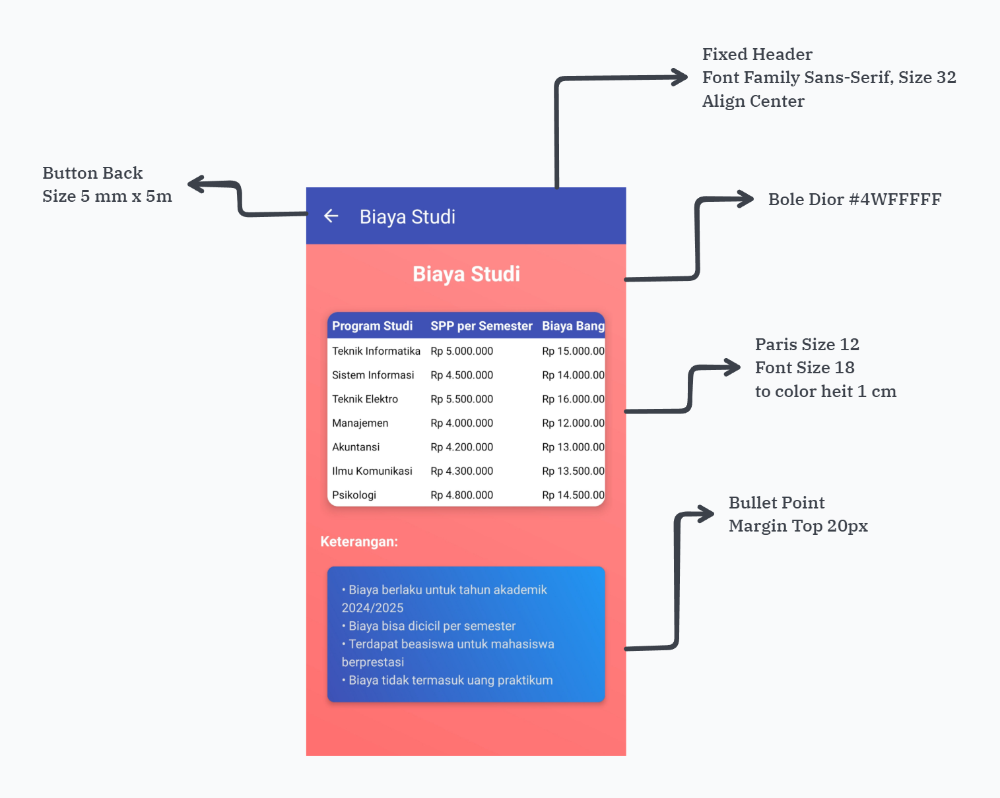 Fixed Header
Font Family Sans-Serif, Size 32
Align Center
Button Back
Size 5 mm x 5m
Bole Dior #4WFFFFF
Biaya Studi
Biaya Studi
Program Studi SPP per Semester Biaya Bang
Teknik Informatika Rp 5.000.000 Rp 15.000.00
Sistem Informasi Rp 4.500.000 Rp 14.000.00
Teknik Elektro Rp 5.500.000 Rp 16.000.00
Manajemen Rp 4.000.000 Rp 12.000.00
Akuntansi Rp 4.200.000 Rp 13.000.00
Ilmu Komunikasi Rp 4.300.000 Rp 13.500.00
Psikologi Rp 4.800.000 Rp 14.500.00
Paris Size 12
Font Size 18
to color heit 1 cm
Keterangan:
• Biaya berlaku untuk tahun akademik
2024/2025
• Biaya bisa dicicil per semester
• Terdapat beasiswa untuk mahasiswa
berprestasi
• Biaya tidak termasuk uang praktikum
Bullet Point
Margin Top 20px